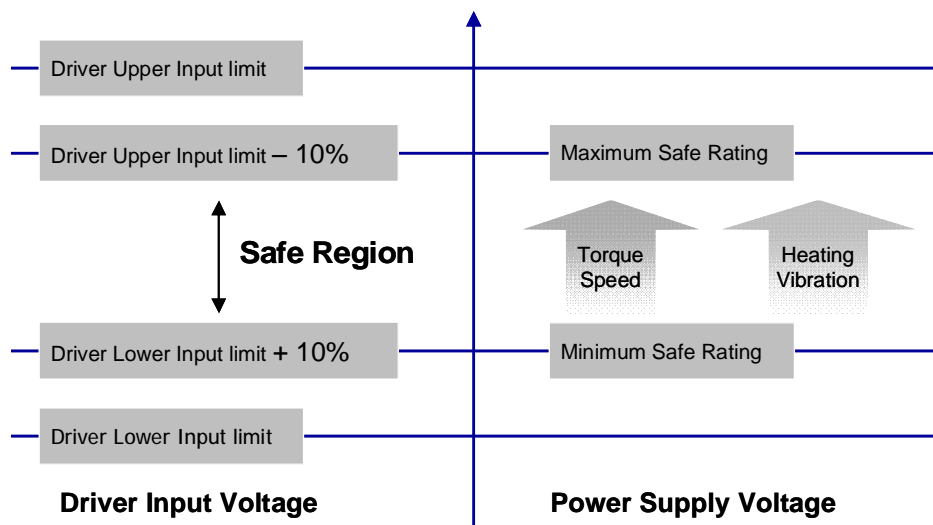 Driver Upper Input limit
Driver Upper Input limit – 10%
Maximum Safe Rating
Safe Region
Torque
Speed
Heating
Vibration
Driver Lower Input limit + 10%
Minimum Safe Rating
Driver Lower Input limit
Driver Input Voltage
Power Supply Voltage